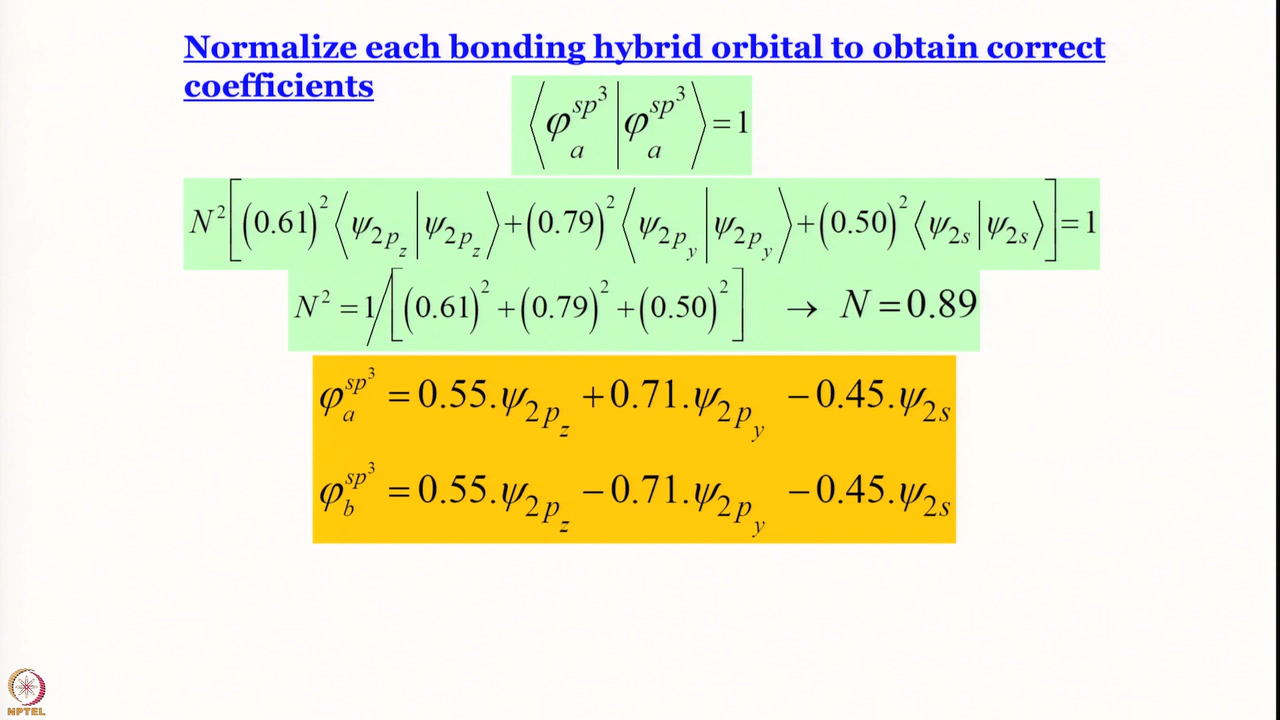 Normalize each bonding hybrid orbital to obtain correct
coefficients
⟨φ_a^{sp^3}|φ_a^{sp^3}⟩ = 1
N^2[(0.61)^2⟨ψ_{2p_z}|ψ_{2p_z}⟩ + (0.79)^2⟨ψ_{2p_y}|ψ_{2p_y}⟩ + (0.50)^2⟨ψ_{2s}|ψ_{2s}⟩] = 1
N^2 = 1/[(0.61)^2 + (0.79)^2 + (0.50)^2] → N = 0.89
φ_a^{sp^3} = 0.55.ψ_{2p_z} + 0.71.ψ_{2p_y} − 0.45.ψ_{2s}
φ_b^{sp^3} = 0.55.ψ_{2p_z} − 0.71.ψ_{2p_y} − 0.45.ψ_{2s}
NPTEL